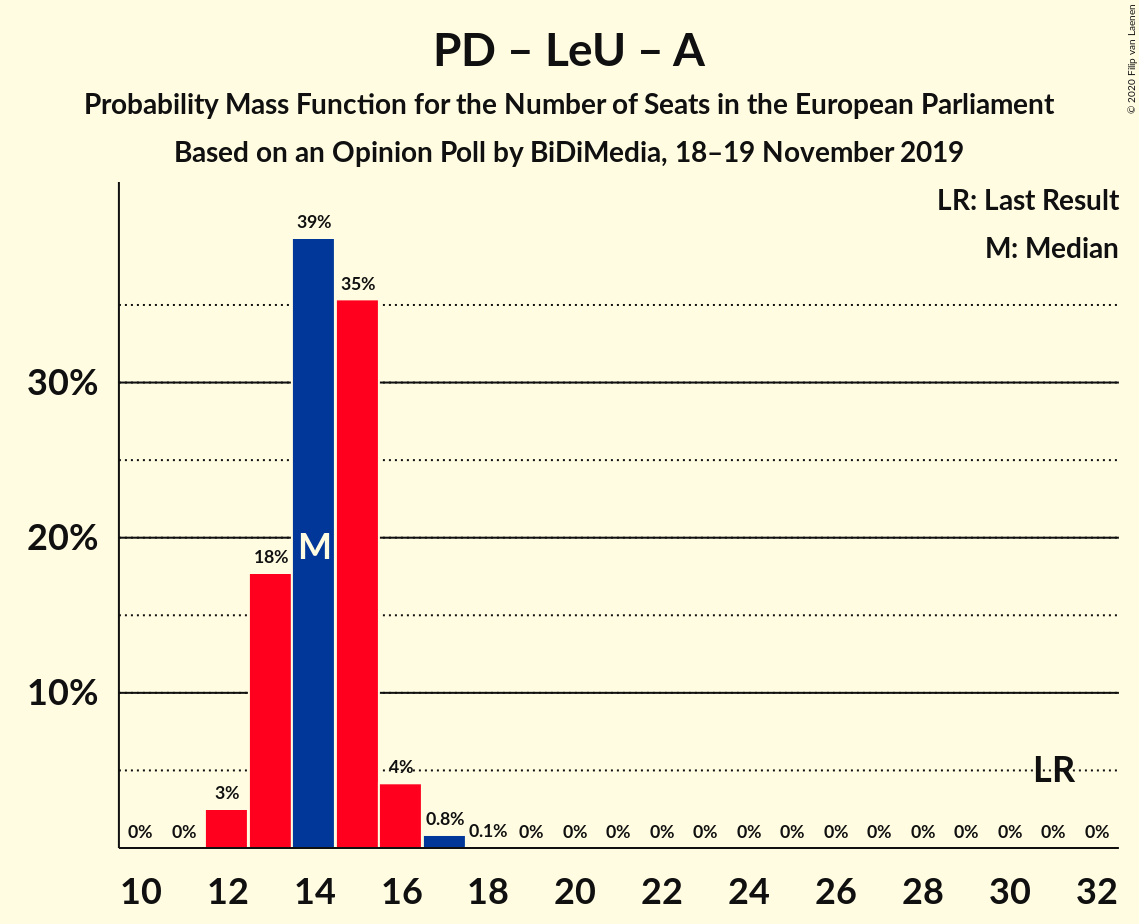 © 2020 Filip van Laenen
PD – LeU – A
Probability Mass Function for the Number of Seats in the European Parliament
Based on an Opinion Poll by BiDiMedia, 18–19 November 2019
LR: Last Result
M: Median
39%
35%
30%
20%
M
18%
10%
LR
4%
3%
0.8%
0% 0% 0.1% 0% 0% 0% 0% 0% 0% 0% 0% 0% 0% 0% 0% 0% 0%
10 12 14 16 18 20 22 24 26 28 30 32